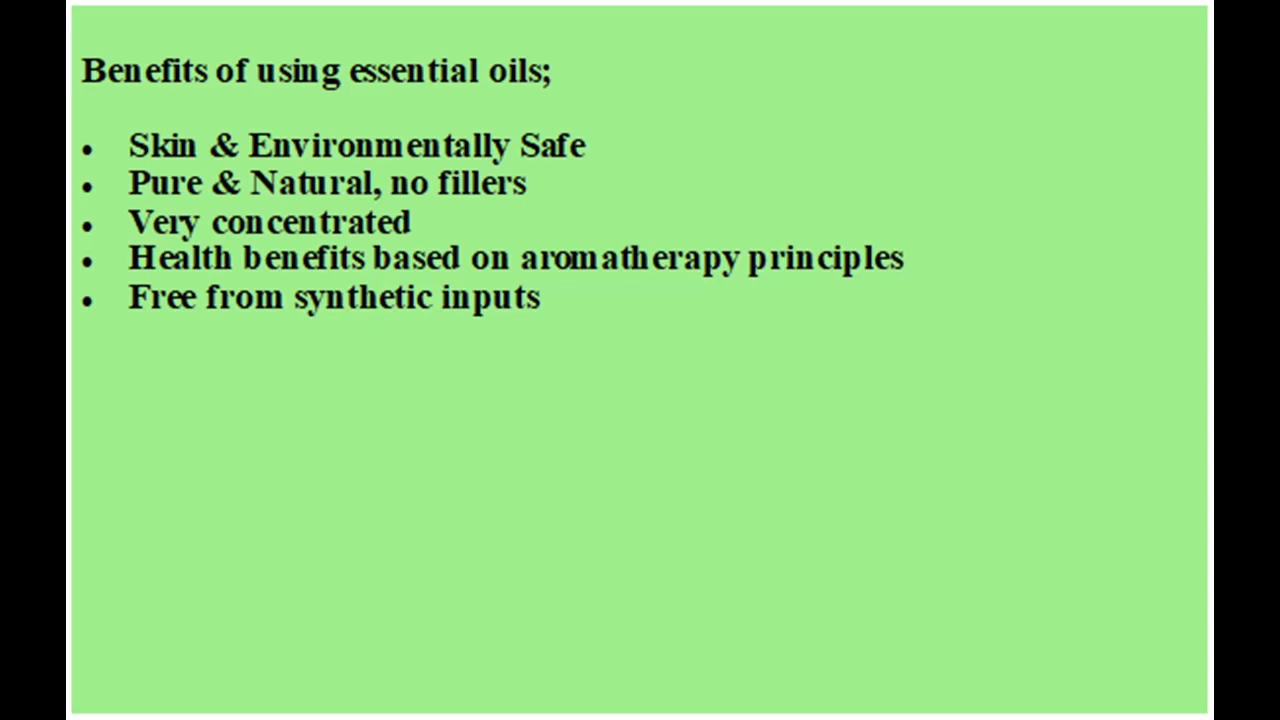 Benefits of using essential oils;
• Skin & Environmentally Safe
• Pure & Natural, no fillers
• Very concentrated
• Health benefits based on aromatherapy principles
• Free from synthetic inputs